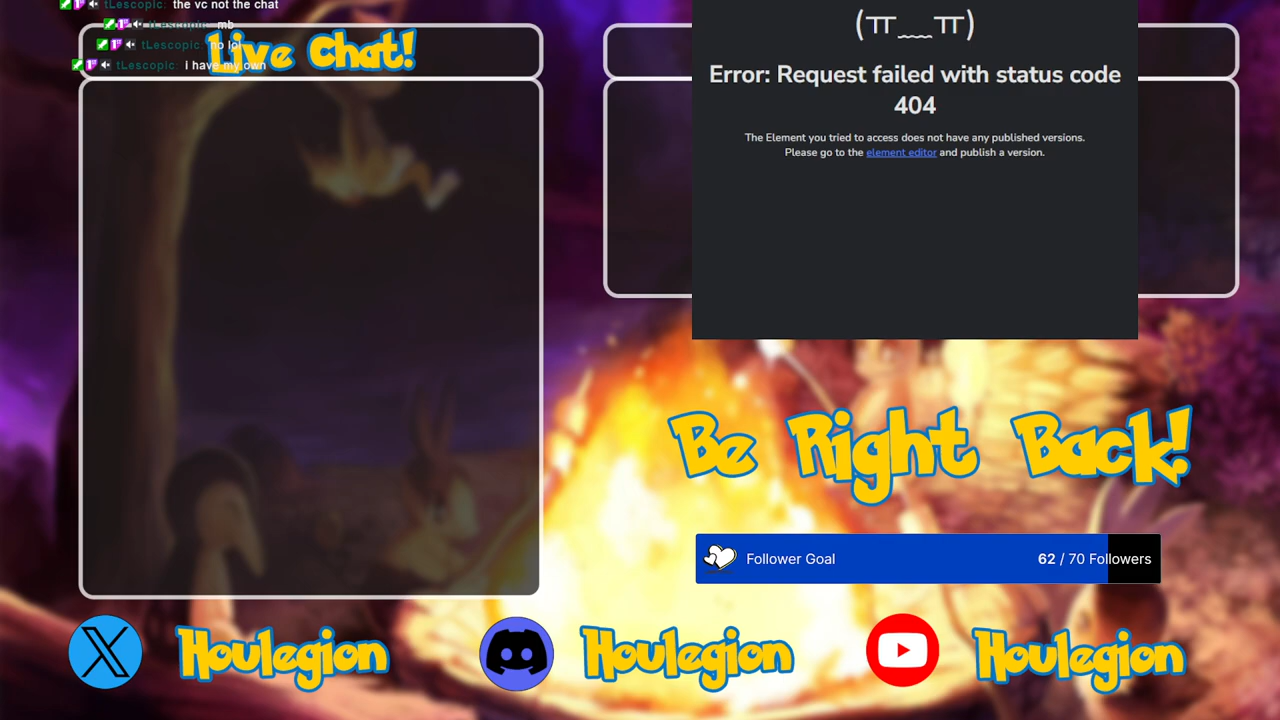 tLescopic: the vc not the chat
tLescopic: mb
tLescopic: no lol
tLescopic: i have my own
Live Chat!
(ㅠ﹏ㅠ)
Error: Request failed with status code
404
The Element you tried to access does not have any published versions.
Please go to the element editor and publish a version.
Be Right Back!
Follower Goal
62 / 70 Followers
Houlegion
Houlegion
Houlegion